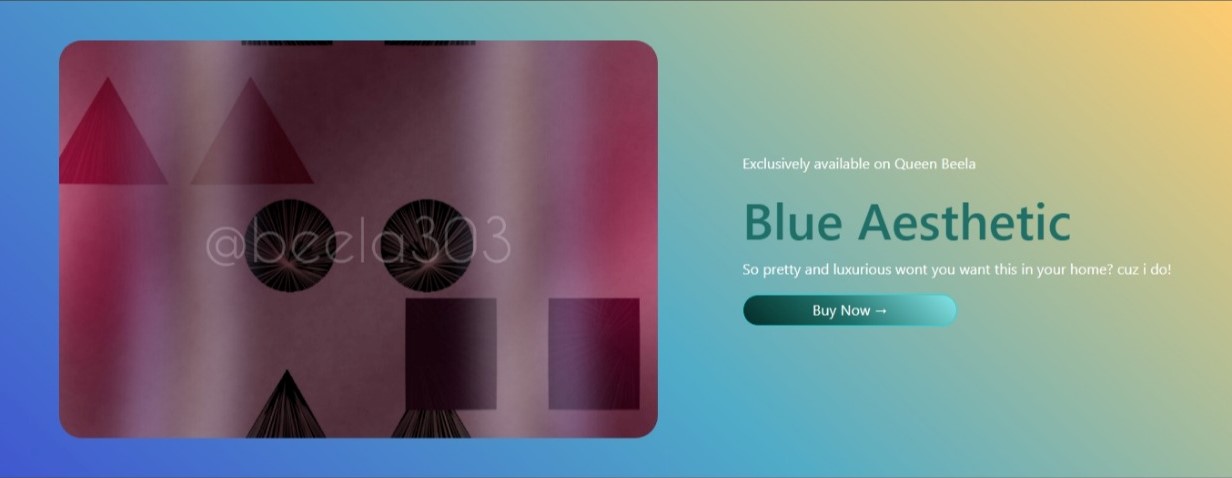 @beela303
Exclusively available on Queen Beela
Blue Aesthetic
So pretty and luxurious wont you want this in your home? cuz i do!
Buy Now →